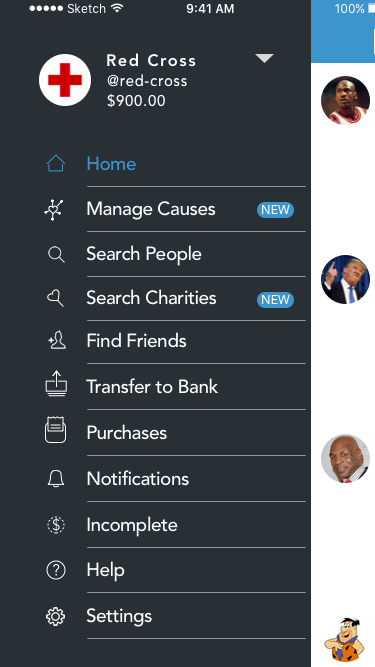 Sketch 9:41 AM 100%
Red Cross
@red-cross
$900.00
Home
Manage Causes NEW
Search People
Search Charities NEW
Find Friends
Transfer to Bank
Purchases
Notifications
Incomplete
Help
Settings